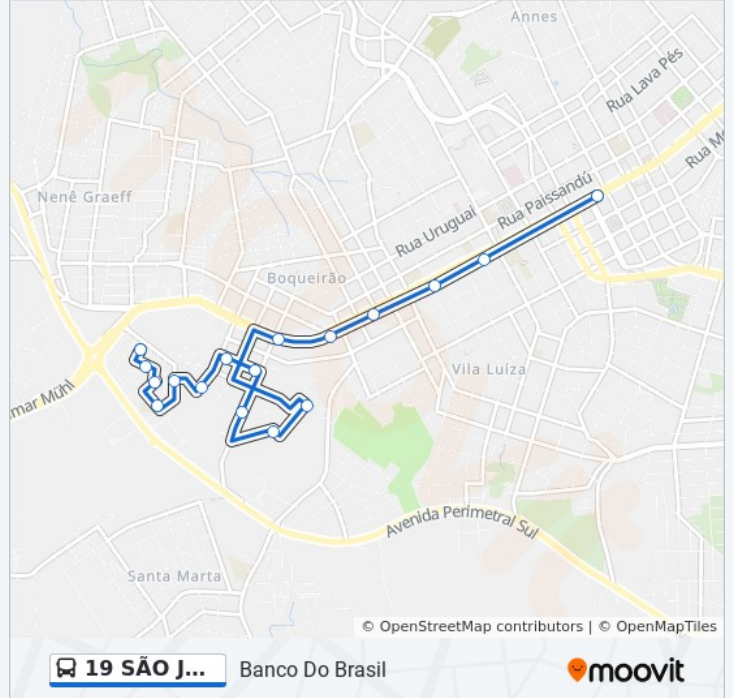 Annes
Rua Lava Pés
Rua M
Nenê Graeff
Rua Paissandú
Rua Uruguai
Boqueirão
Vila Luíza
mar Mühl
Avenida Perimetral Sul
Santa Marta
© OpenStreetMap contributors | © OpenMapTiles
19 SÃO J... Banco Do Brasil moovit